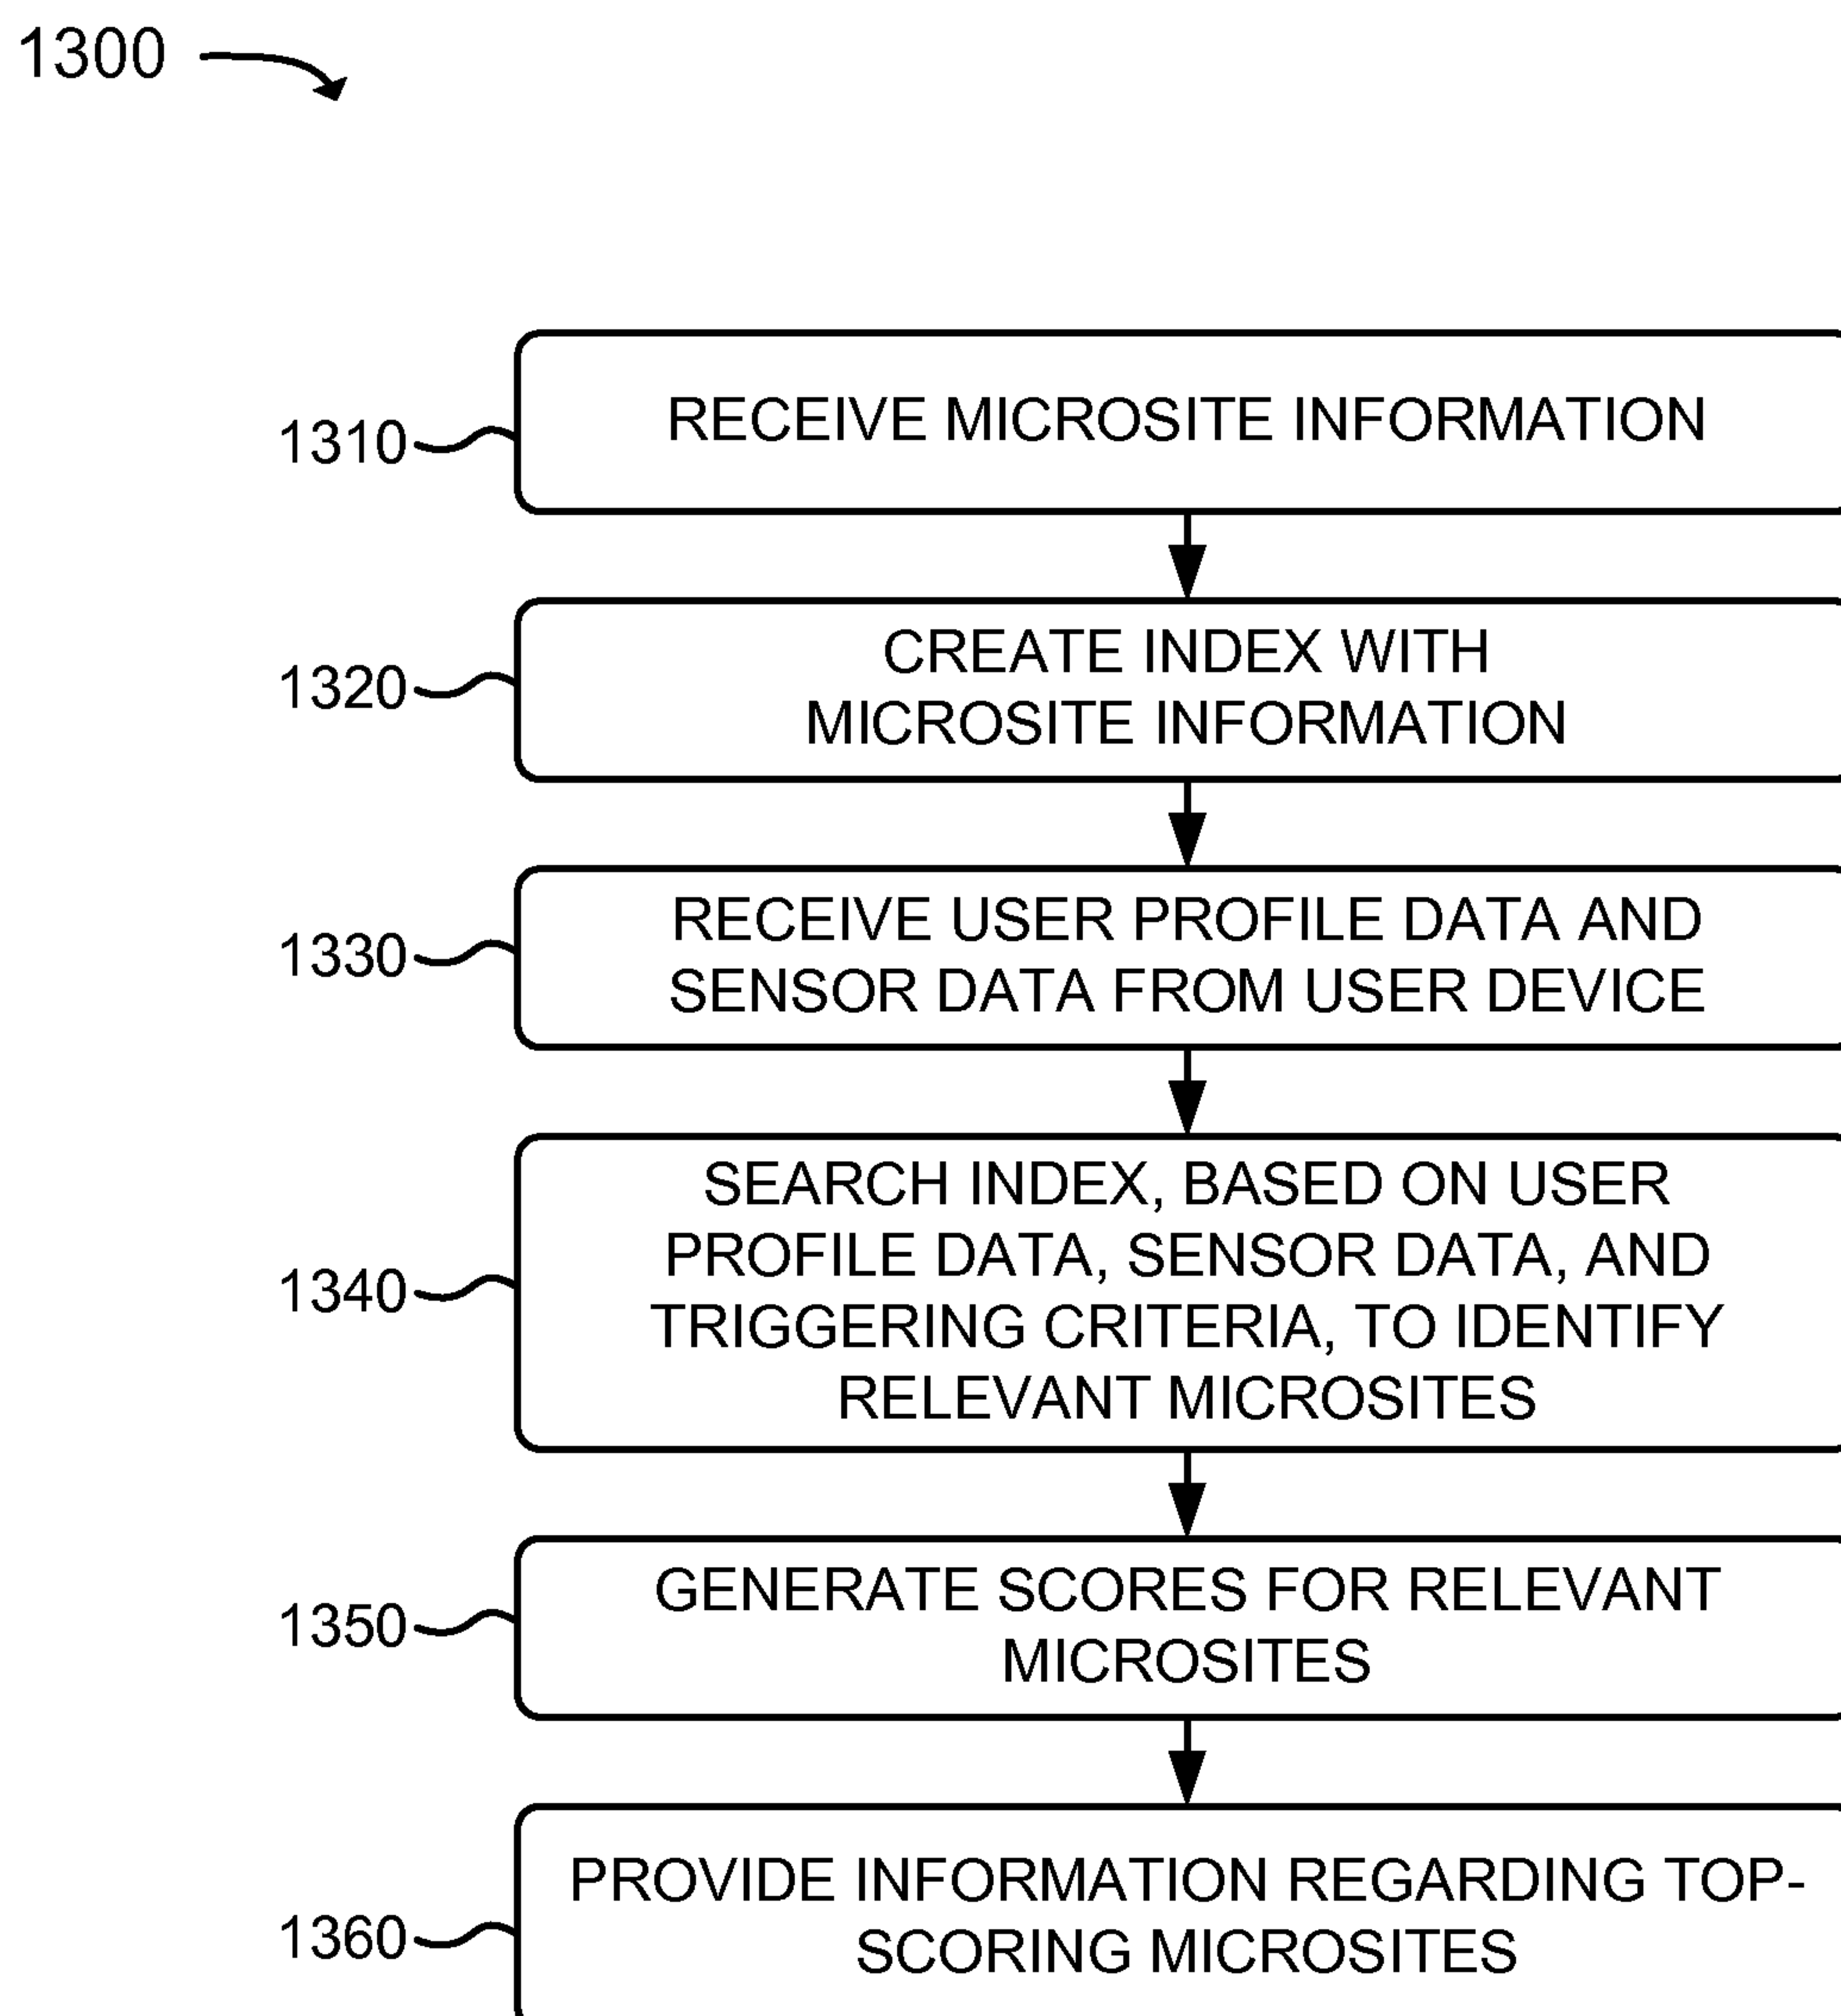 1300
1310
RECEIVE MICROSITE INFORMATION
1320
CREATE INDEX WITH
MICROSITE INFORMATION
1330
RECEIVE USER PROFILE DATA AND
SENSOR DATA FROM USER DEVICE
1340
SEARCH INDEX, BASED ON USER
PROFILE DATA, SENSOR DATA, AND
TRIGGERING CRITERIA, TO IDENTIFY
RELEVANT MICROSITES
1350
GENERATE SCORES FOR RELEVANT
MICROSITES
1360
PROVIDE INFORMATION REGARDING TOP-
SCORING MICROSITES